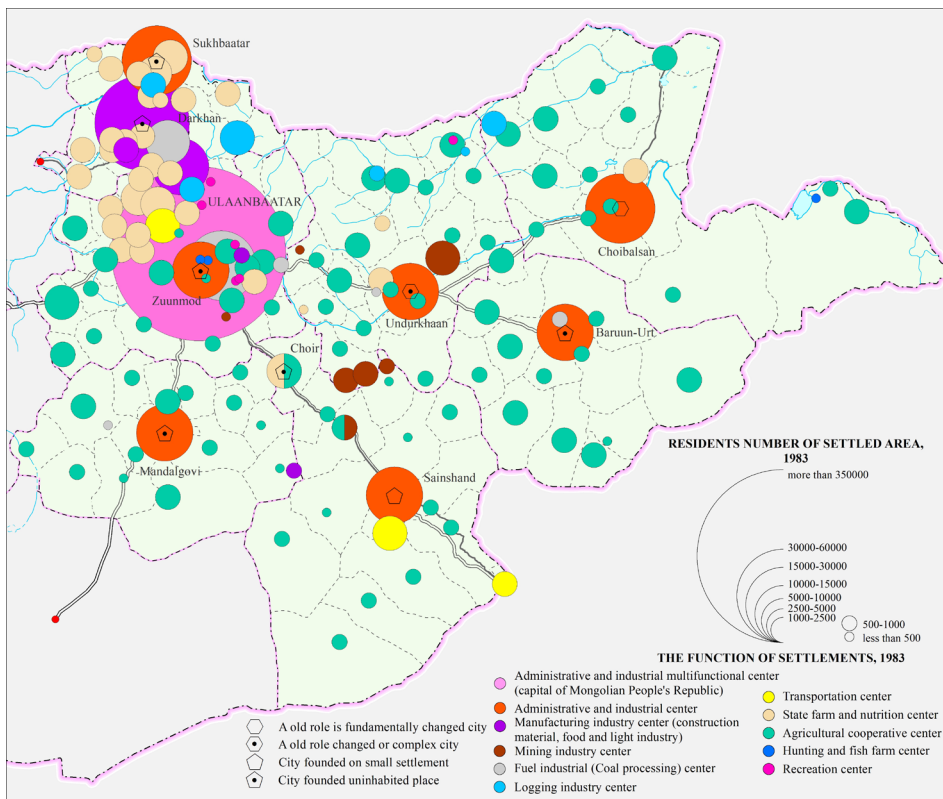 Sukhbaatar
Darkhan
ULAANBAATAR
Choibalsan
Zuunmod
Undurkhaan
Baruun-Urt
Choir
Mandalgovi
Sainshand
RESIDENTS NUMBER OF SETTLED AREA,
1983
more than 350000
30000-60000
15000-30000
10000-15000
5000-10000
2500-5000
1000-2500
500-1000
less than 500
THE FUNCTION OF SETTLEMENTS, 1983
A old role is fundamentally changed city
A old role changed or complex city
City founded on small settlement
City founded uninhabited place
Administrative and industrial multifunctional center
(capital of Mongolian People's Republic)
Administrative and industrial center
Manufacturing industry center (construction
material, food and light industry)
Mining industry center
Fuel industrial (Coal processing) center
Logging industry center
Transportation center
State farm and nutrition center
Agricultural cooperative center
Hunting and fish farm center
Recreation center